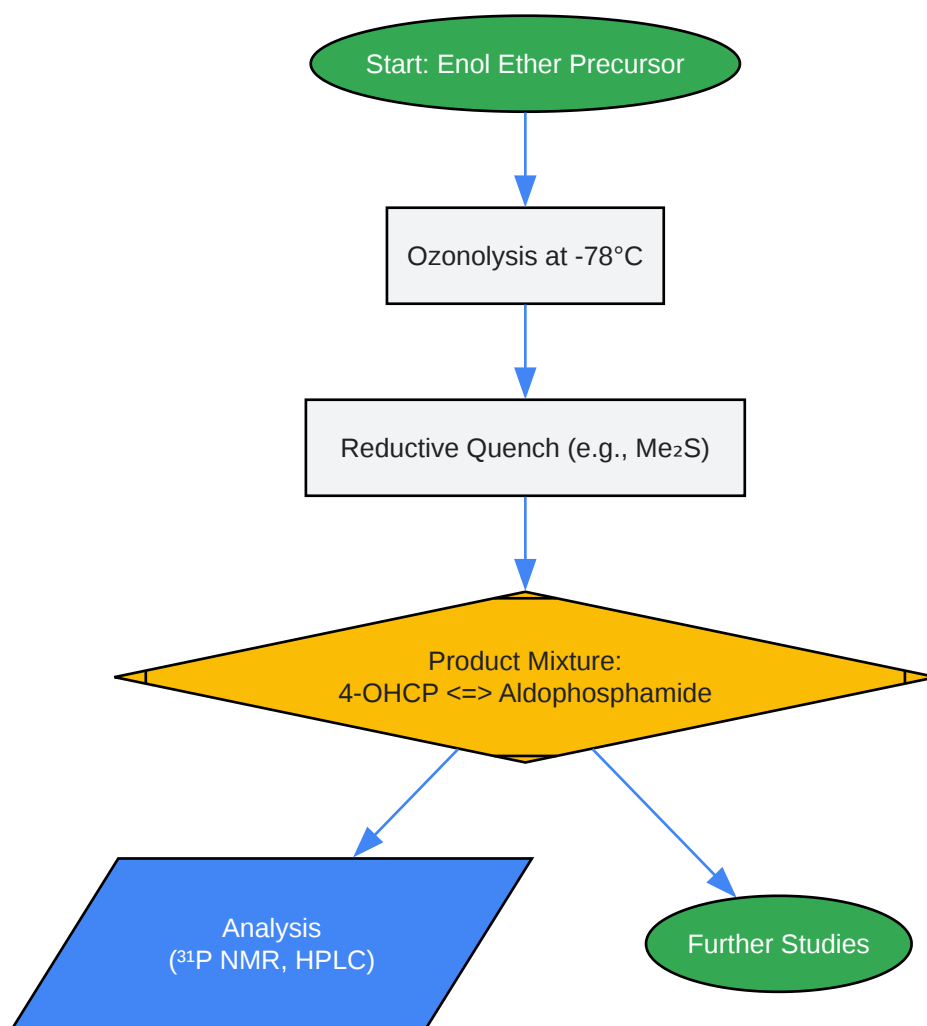 Start: Enol Ether Precursor
Ozonolysis at -78°C
Reductive Quench (e.g., Me₂S)
Product Mixture:
4-OHCP <=> Aldophosphamide
Analysis
(³¹P NMR, HPLC)
Further Studies